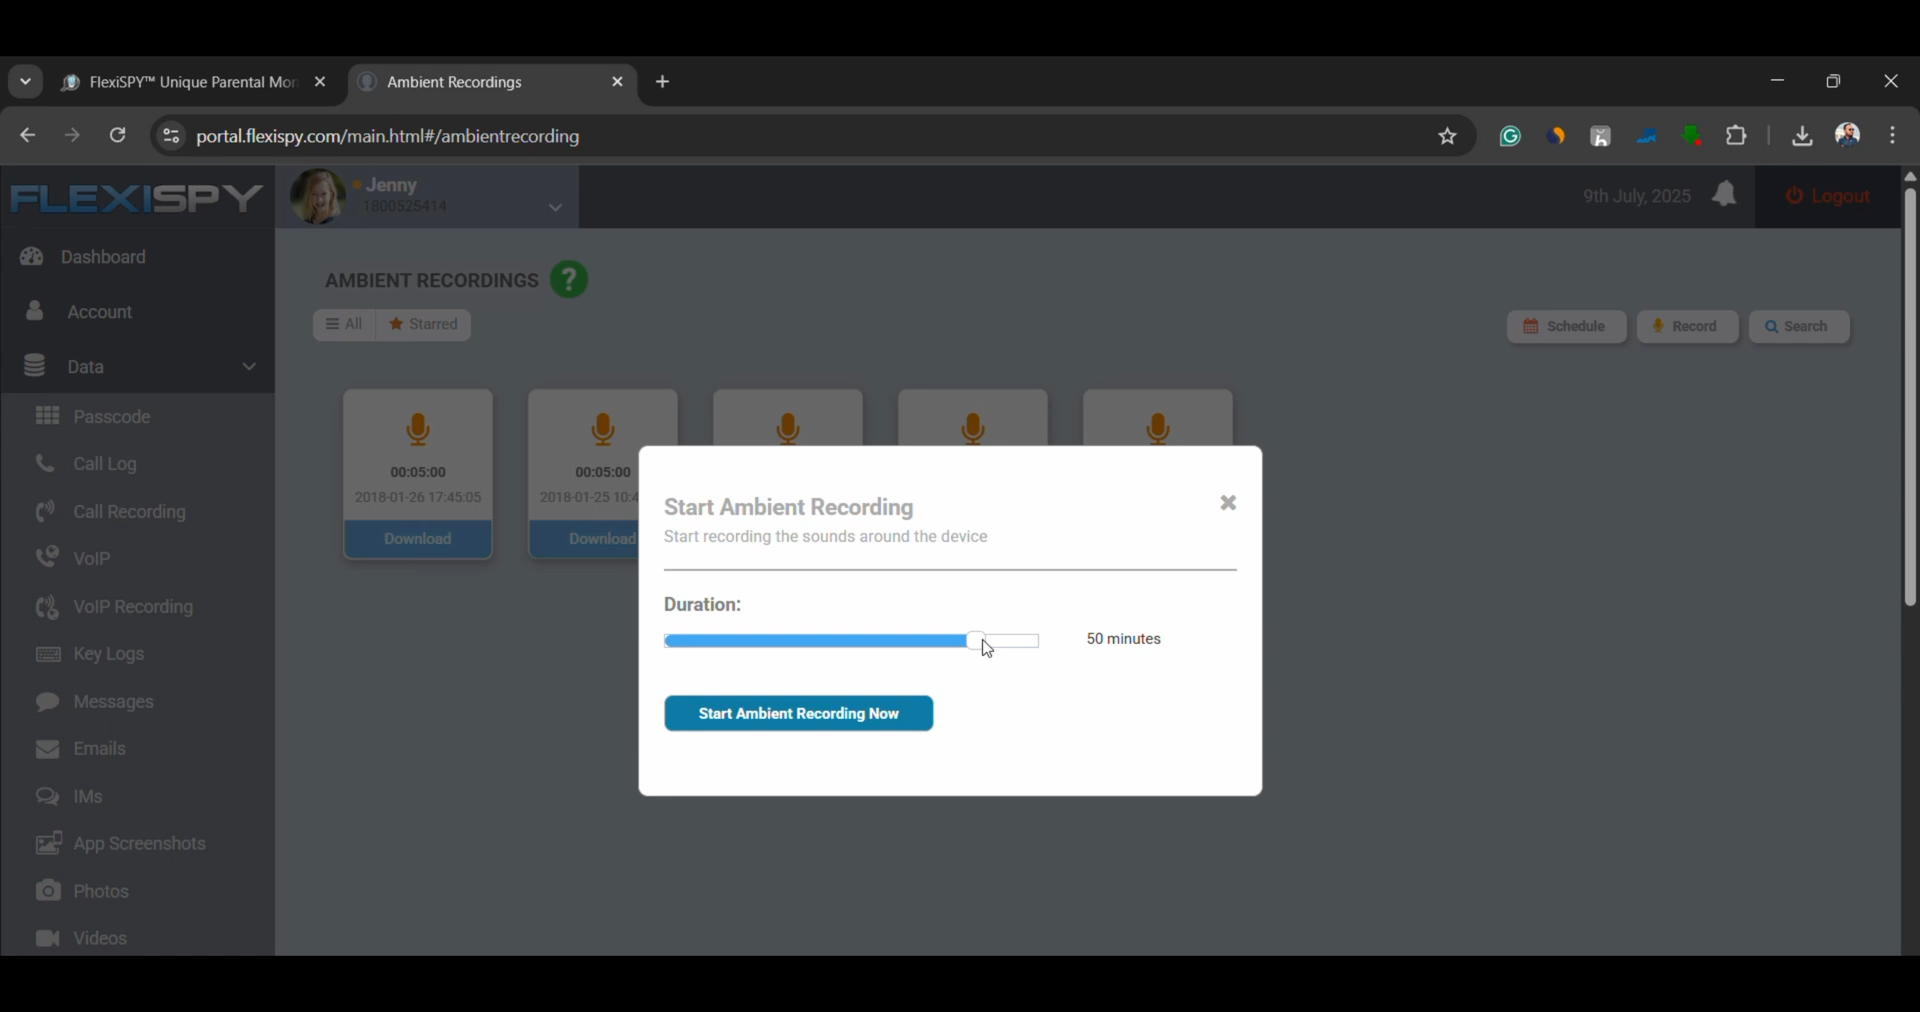 FlexiSPY™ Unique Parental Mon
Ambient Recordings
portal.flexispy.com/main.html#/ambientrecording
FLEXISPY
Jenny
1800525414
9th July, 2025
Logout
Dashboard
Account
Data
Passcode
Call Log
Call Recording
VoIP
VoIP Recording
Key Logs
Messages
Emails
IMs
App Screenshots
Photos
Videos
AMBIENT RECORDINGS ?
All
Starred
Schedule
Record
Search
00:05:00
2018-01-26 17:45:05
Download
00:05:00
2018-01-25 10:4
Download
Start Ambient Recording
Start recording the sounds around the device
Duration:
50 minutes
Start Ambient Recording Now